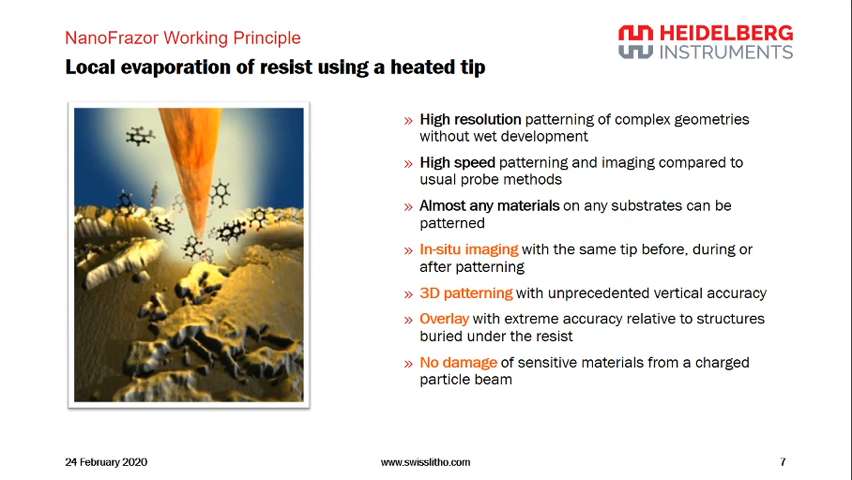 NanoFrazor Working Principle
Local evaporation of resist using a heated tip
HEIDELBERG
INSTRUMENTS
» High resolution patterning of complex geometries
without wet development
» High speed patterning and imaging compared to
usual probe methods
» Almost any materials on any substrates can be
patterned
» In-situ imaging with the same tip before, during or
after patterning
» 3D patterning with unprecedented vertical accuracy
» Overlay with extreme accuracy relative to structures
buried under the resist
» No damage of sensitive materials from a charged
particle beam
24 February 2020
www.swisslitho.com
7